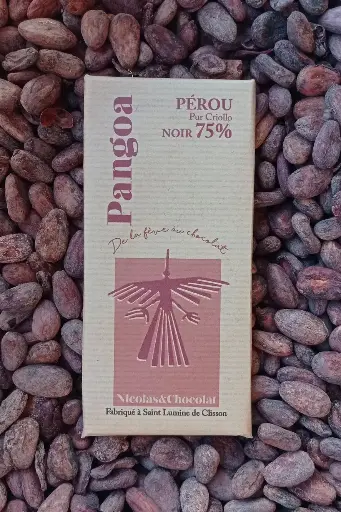 Pangoa
PÉROU
Pur Criollo
NOIR 75%
De la fève au chocolat
Nicolas&Chocolat
Fabriqué à Saint Lumine de Clisson